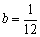 b = 1/12